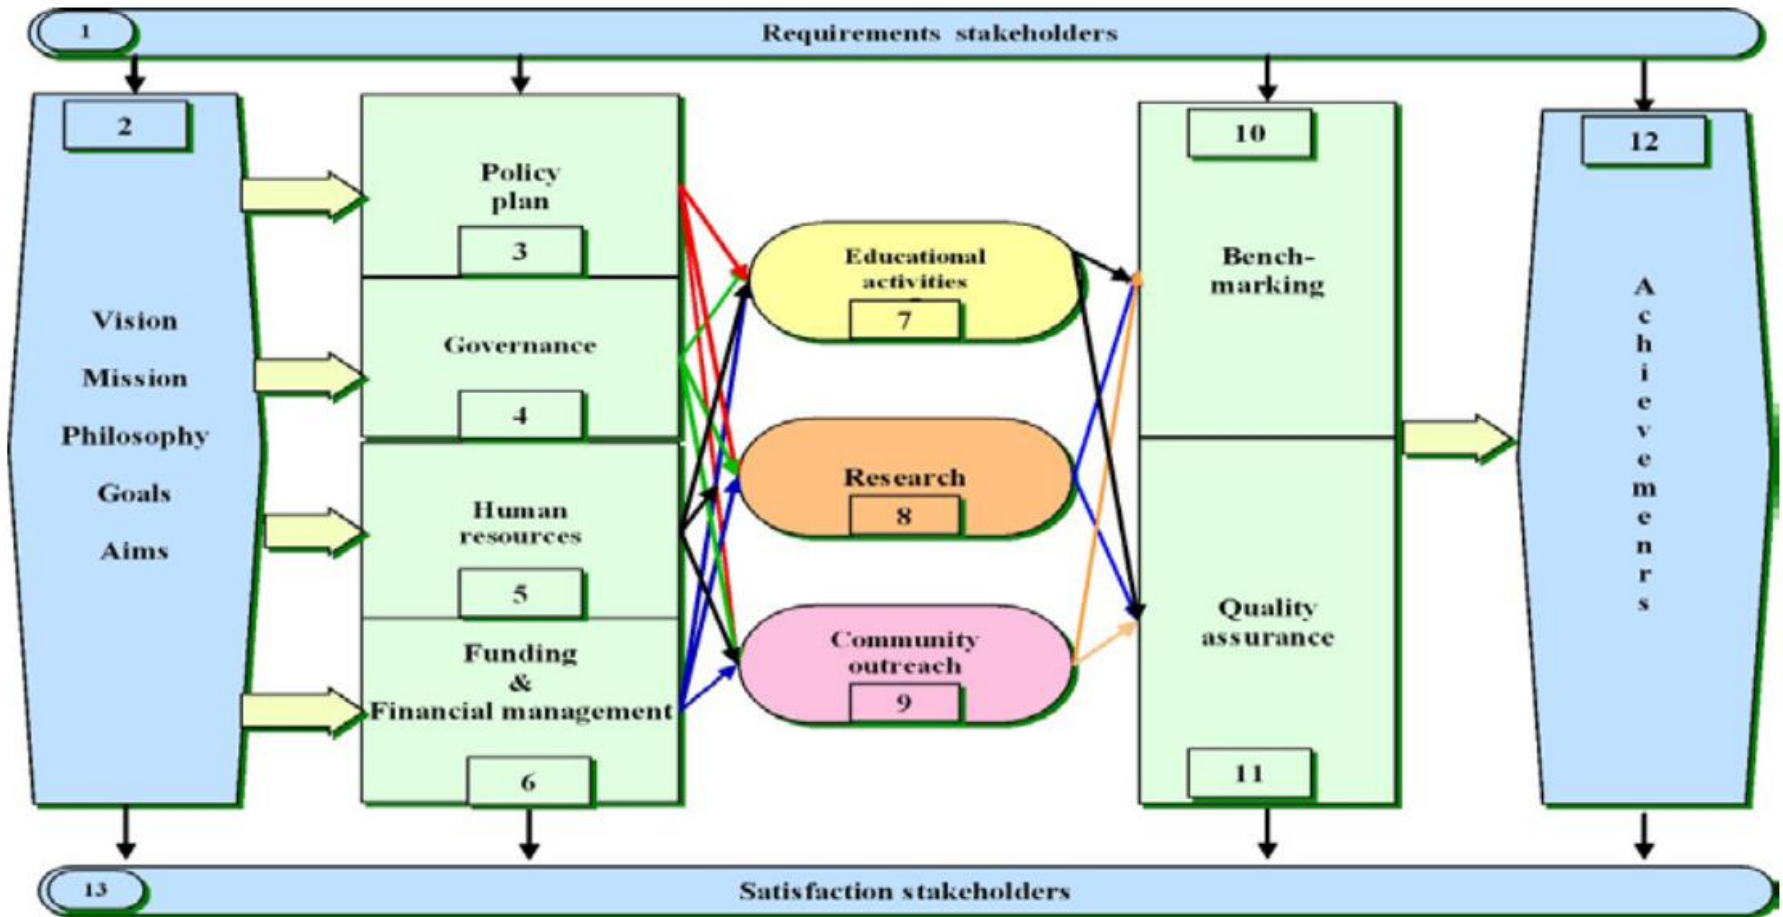 1
Requirements stakeholders
2
Vision
Mission
Philosophy
Goals
Aims
Policy
plan
3
Governance
4
Human
resources
5
Funding
&
Financial management
6
Educational
activities
7
Research
8
Community
outreach
9
10
Bench-
marking
Quality
assurance
11
12
A
c
h
i
e
v
e
m
e
n
r
s
13
Satisfaction stakeholders